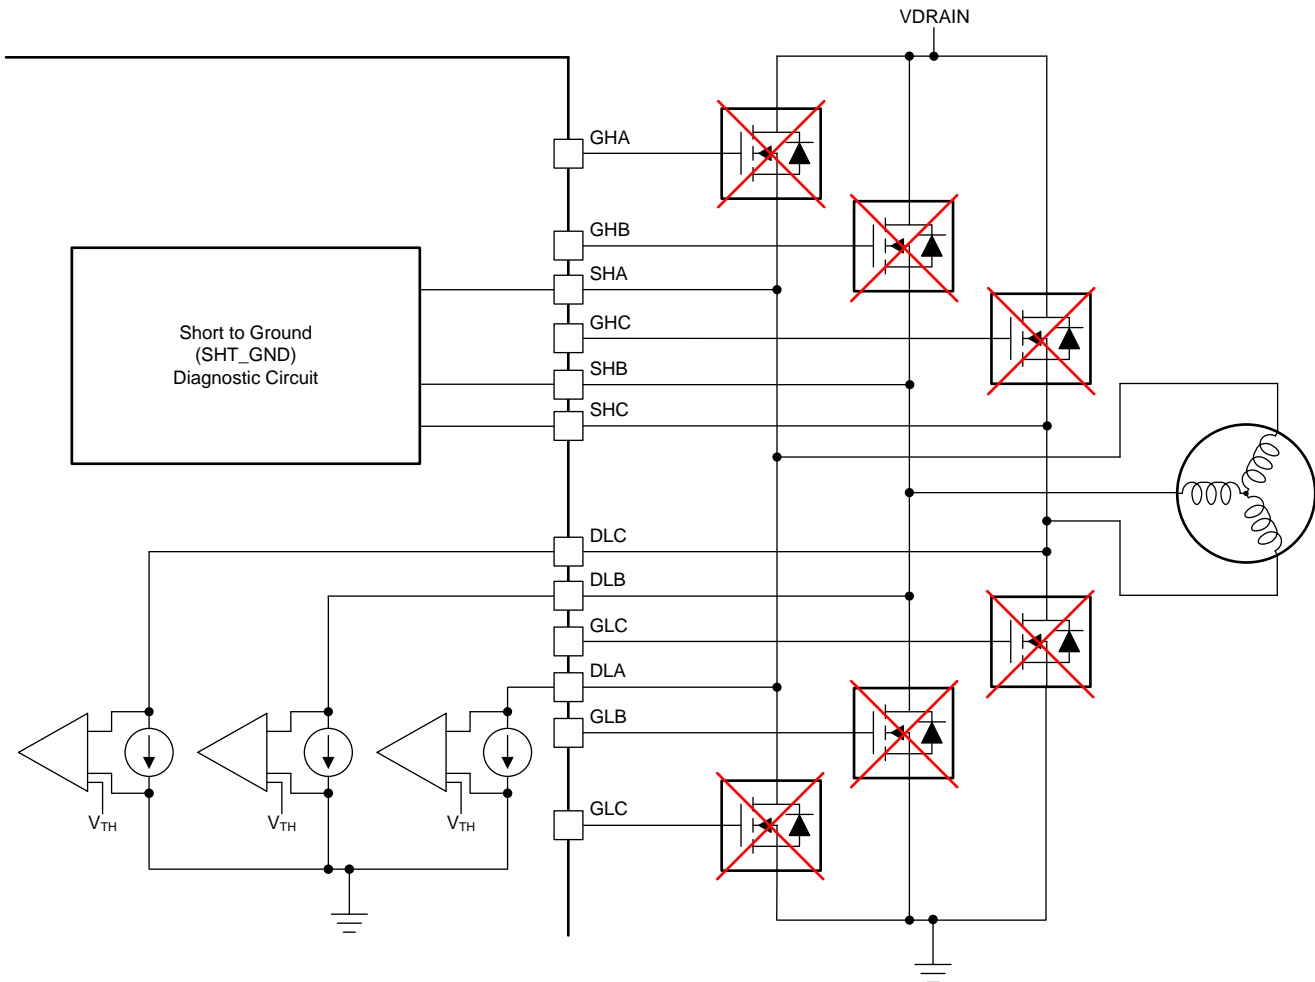 VDRAIN
GHA
GHB
SHA
GHC
SHB
SHC
Short to Ground
(SHT_GND)
Diagnostic Circuit
DLC
DLB
GLC
DLA
GLB
GLC
VTH
VTH
VTH